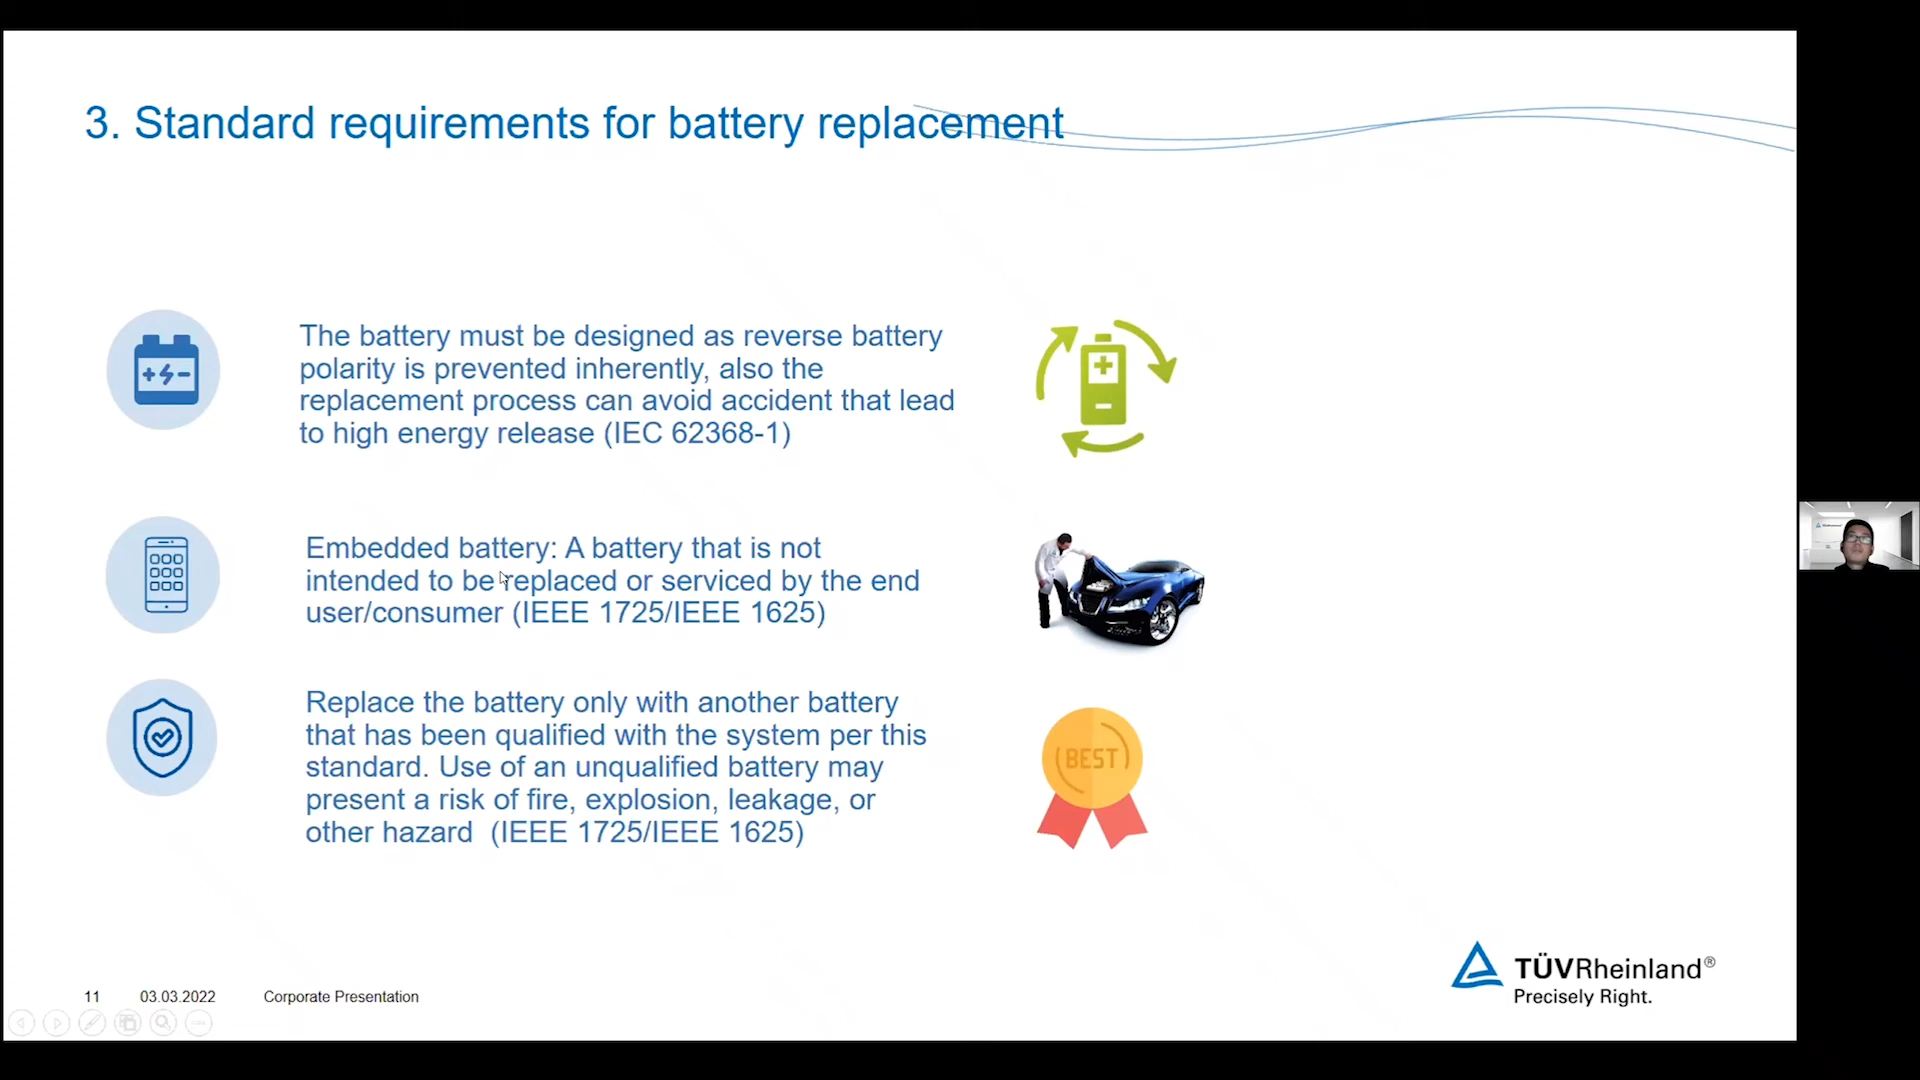 3. Standard requirements for battery replacement
The battery must be designed as reverse battery
polarity is prevented inherently, also the
replacement process can avoid accident that lead
to high energy release (IEC 62368-1)
Embedded battery: A battery that is not
intended to be replaced or serviced by the end
user/consumer (IEEE 1725/IEEE 1625)
Replace the battery only with another battery
that has been qualified with the system per this
standard. Use of an unqualified battery may
present a risk of fire, explosion, leakage, or
other hazard (IEEE 1725/IEEE 1625)
BEST
TÜVRheinland®
Precisely Right.
11 03.03.2022 Corporate Presentation